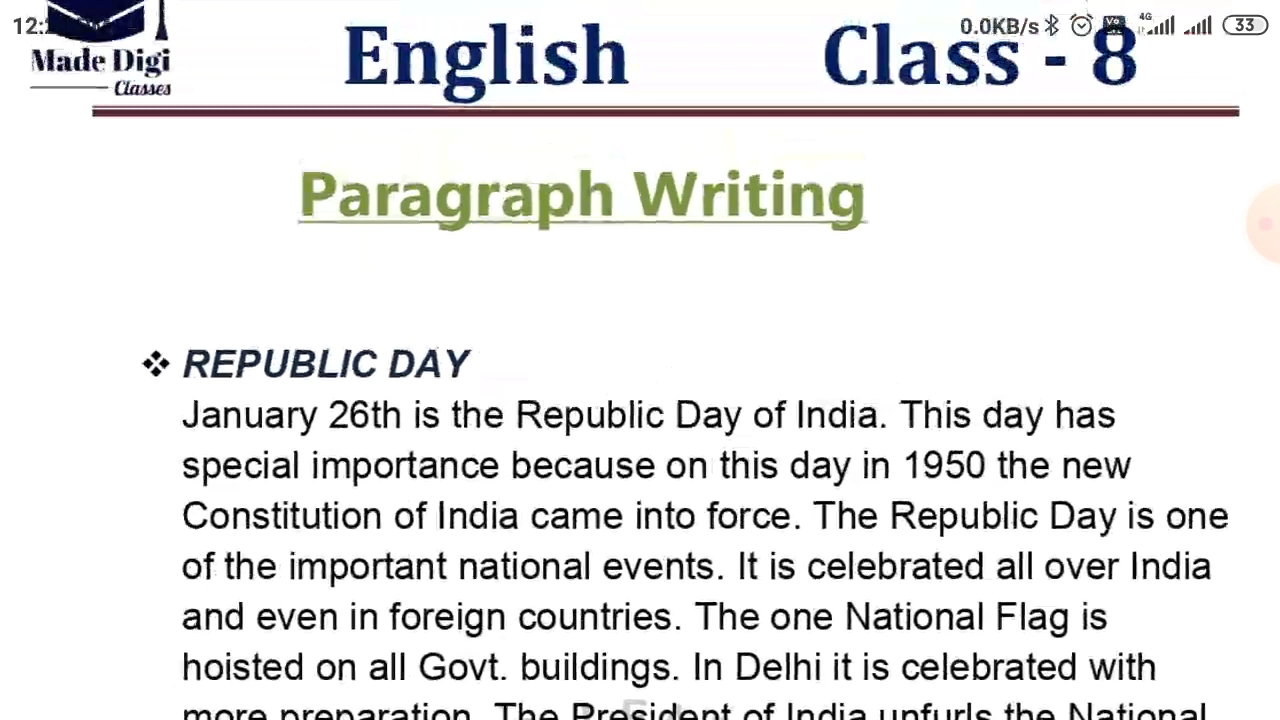 12:2
0.0KB/s 4G 33
Made Digi
Classes
English Class - 8
Paragraph Writing
❖ REPUBLIC DAY
January 26th is the Republic Day of India. This day has
special importance because on this day in 1950 the new
Constitution of India came into force. The Republic Day is one
of the important national events. It is celebrated all over India
and even in foreign countries. The one National Flag is
hoisted on all Govt. buildings. In Delhi it is celebrated with
more preparation. The President of India unfurls the National